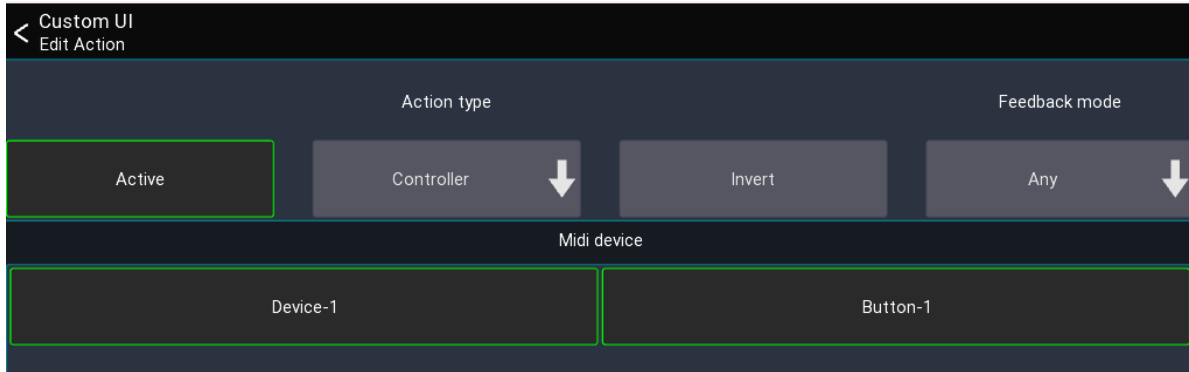 Custom UI
Edit Action
Action type
Feedback mode
Active
Controller
Invert
Any
Midi device
Device-1
Button-1